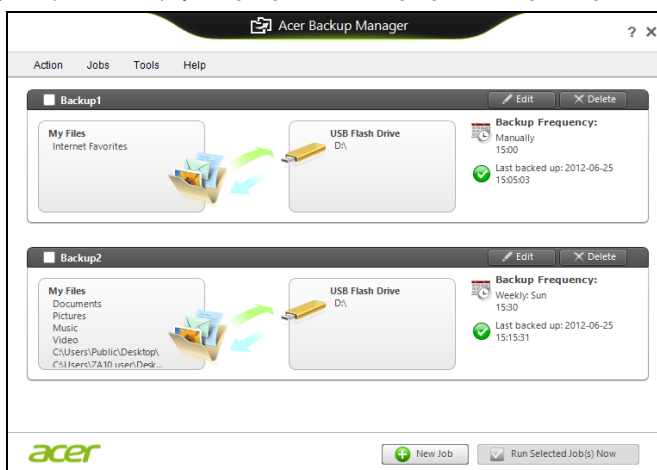 Acer Backup Manager
? X
Action Jobs Tools Help
Backup1
Edit
Delete
My Files
Internet Favorites
USB Flash Drive
D:\
Backup Frequency:
Manually
15:00
Last backed up: 2012-06-25
15:05:03
Backup2
Edit
Delete
My Files
Documents
Pictures
Music
Video
C:\Users\Public\Desktop\
C:\Users\ZA10 user\Desk...
USB Flash Drive
D:\
Backup Frequency:
Weekly: Sun
15:30
Last backed up: 2012-06-25
15:15:31
acer
New Job
Run Selected Job(s) Now